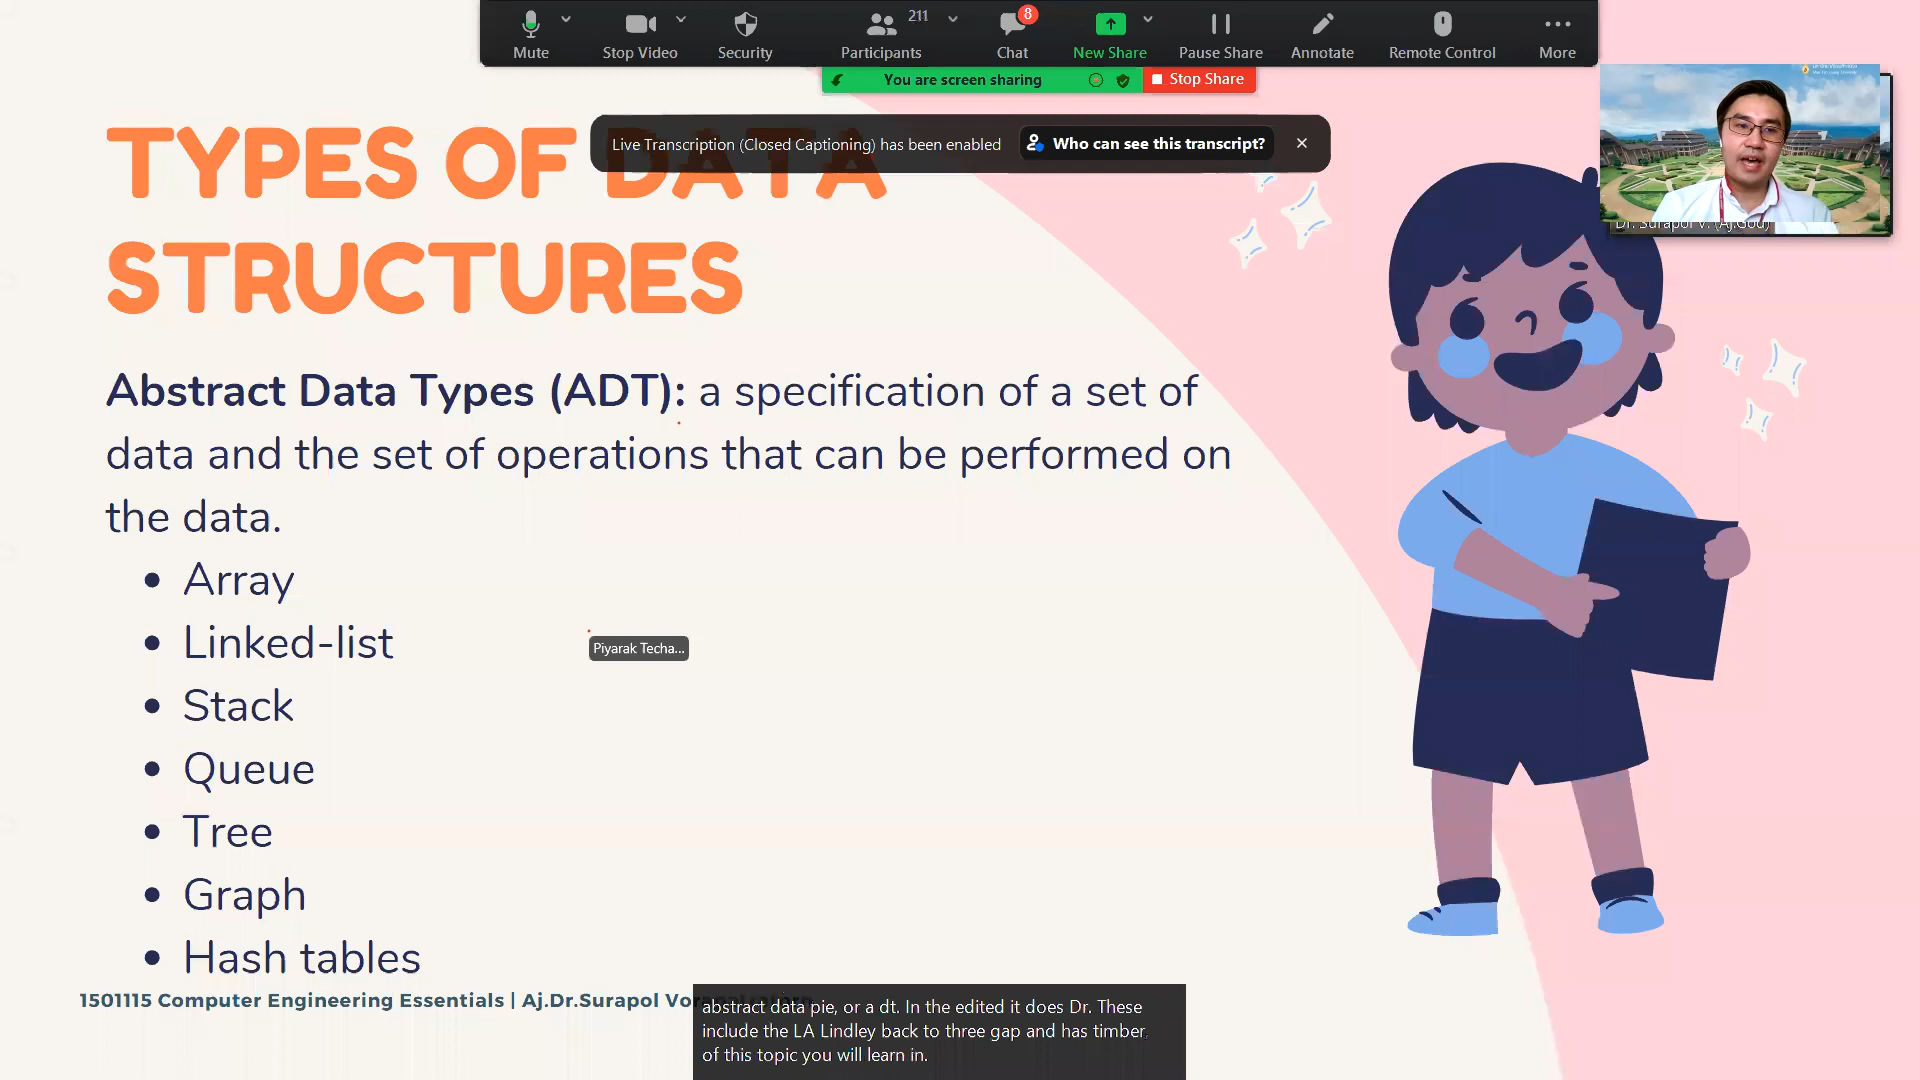 211
8
Mute
Stop Video
Security
Participants
Chat
New Share
Pause Share
Annotate
Remote Control
More
You are screen sharing
Stop Share
Live Transcription (Closed Captioning) has been enabled
Who can see this transcript?
Dr. Surapol V. (Aj.God)
TYPES OF DATA
STRUCTURES
Abstract Data Types (ADT): a specification of a set of
data and the set of operations that can be performed on
the data.
• Array
• Linked-list
Piyarak Techa...
• Stack
• Queue
• Tree
• Graph
• Hash tables
1501115 Computer Engineering Essentials | Aj.Dr.Surapol
abstract data pie, or a dt. In the edited it does Dr. These
include the LA Lindley back to three gap and has timber.
of this topic you will learn in.